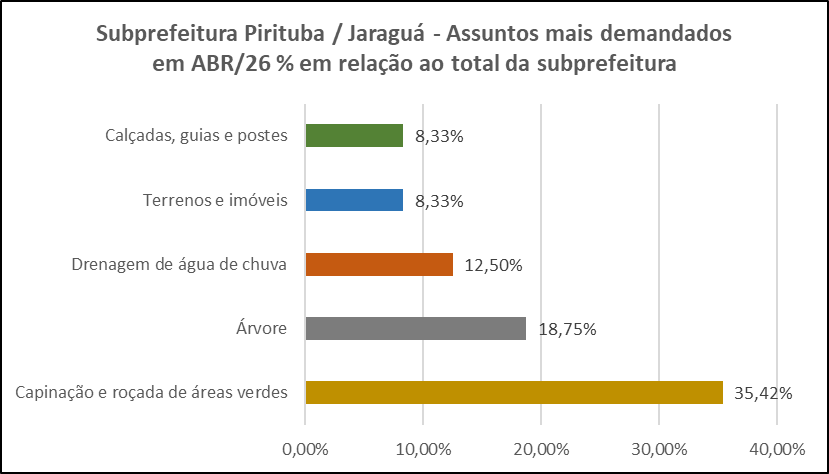 Subprefeitura Pirituba / Jaraguá - Assuntos mais demandados
em ABR/26 % em relação ao total da subprefeitura
Calçadas, guias e postes
8,33%
Terrenos e imóveis
8,33%
Drenagem de água de chuva
12,50%
Árvore
18,75%
Capinação e roçada de áreas verdes
35,42%
0,00% 10,00% 20,00% 30,00% 40,00%